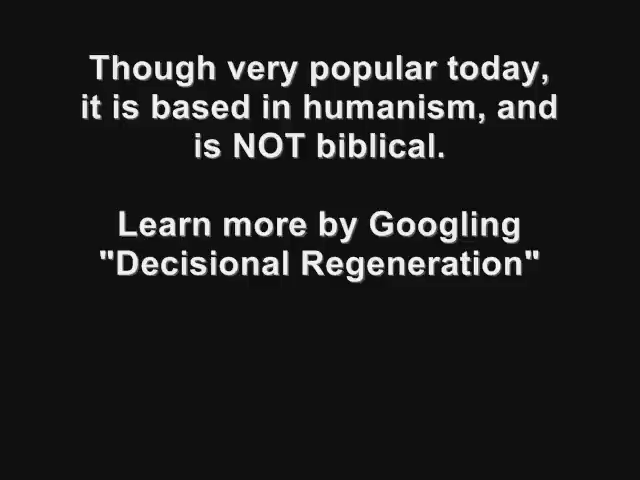 Though very popular today,
it is based in humanism, and
is NOT biblical.
Learn more by Googling
"Decisional Regeneration"